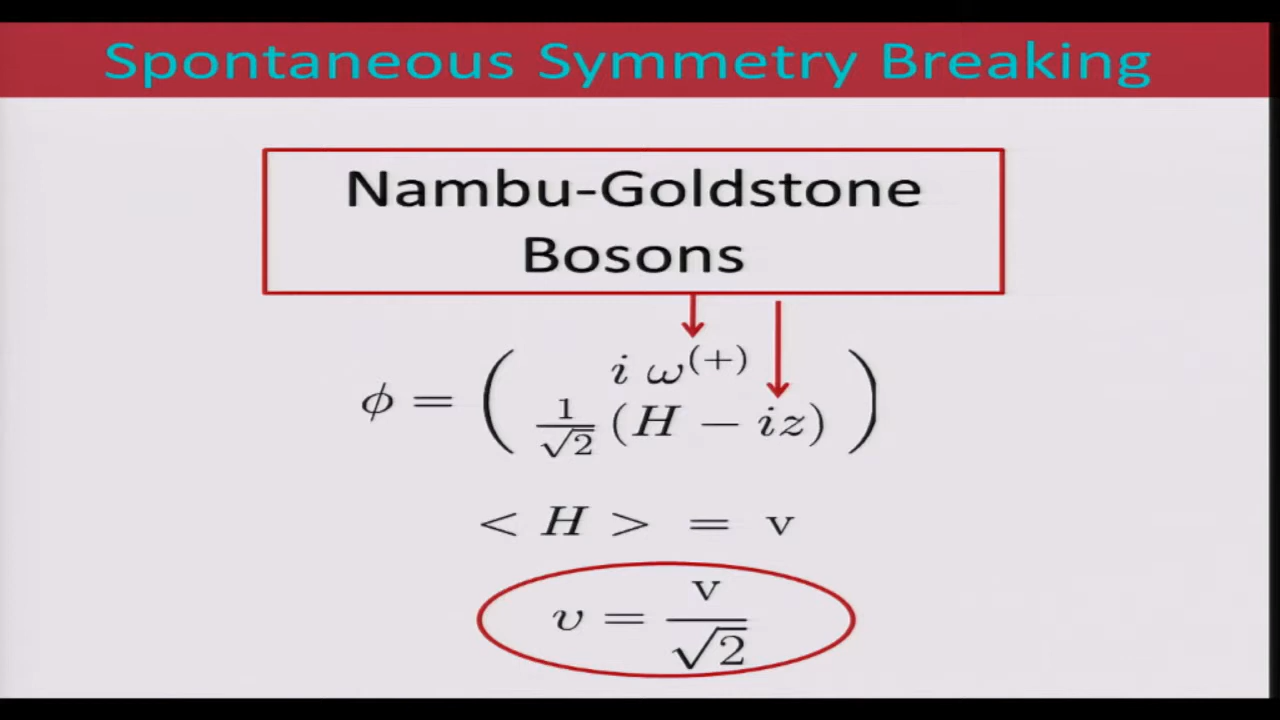 Spontaneous Symmetry Breaking
Nambu-Goldstone
Bosons
ϕ = ( i ω^(+)
1/√2 (H − iz) )
< H > = v
υ = v/√2